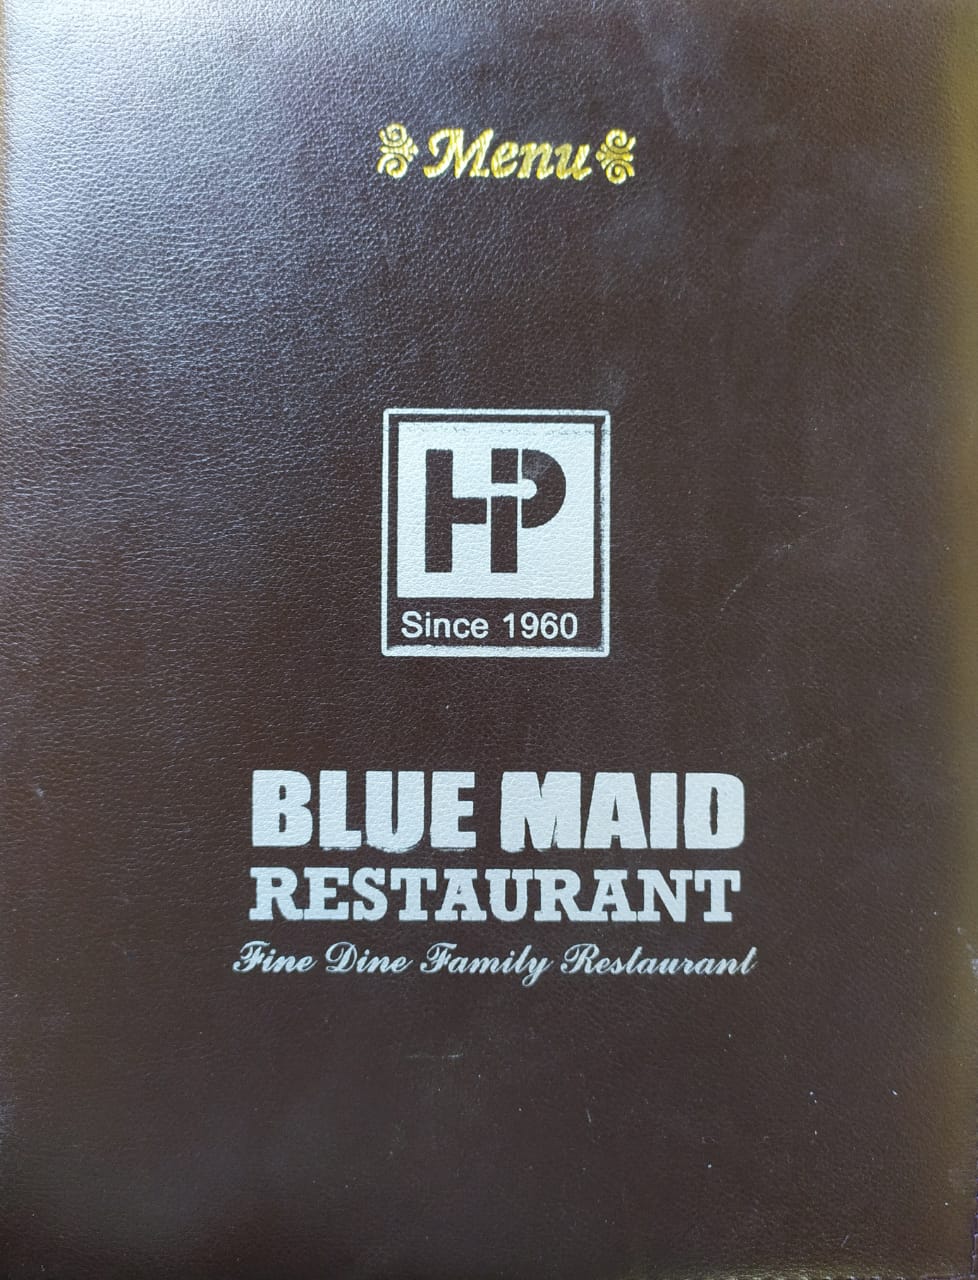 Menu
HP
Since 1960
BLUE MAID
RESTAURANT
Fine Dine Family Restaurant